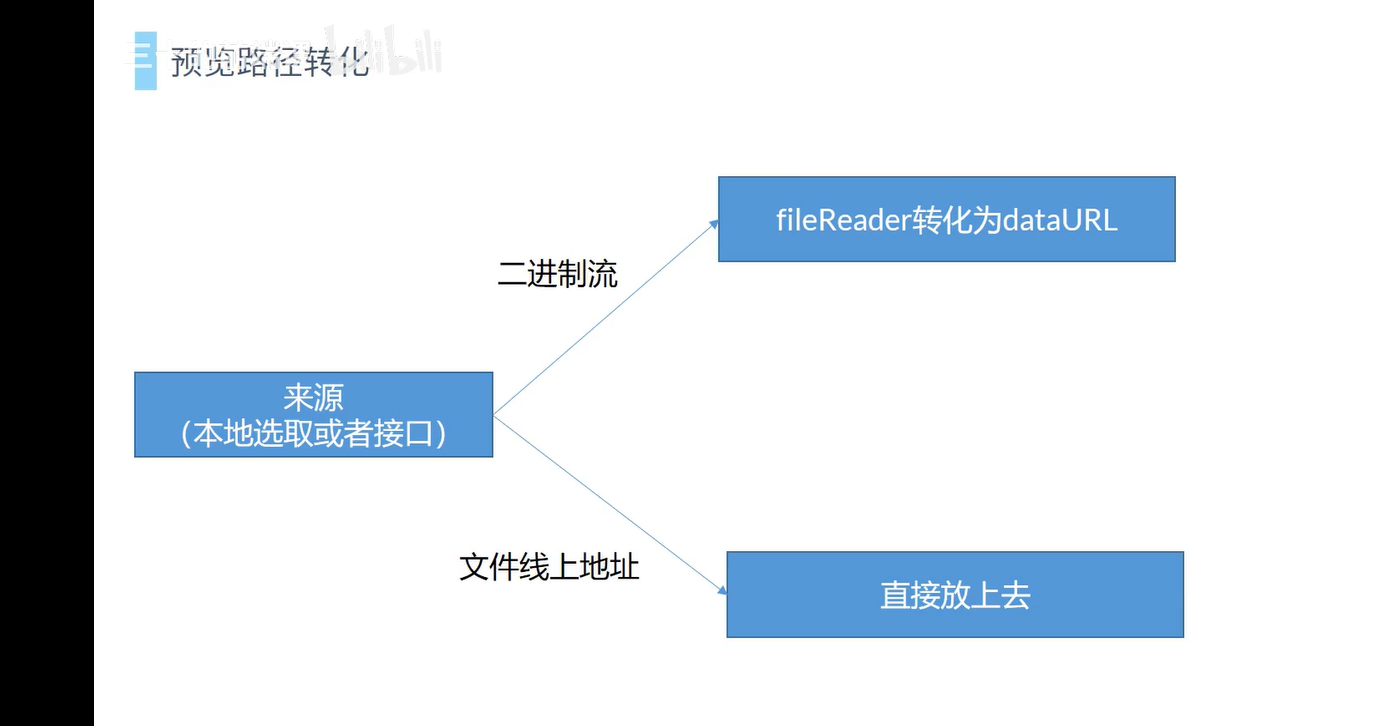 预览路径转化
bilibili
fileReader转化为dataURL
二进制流
来源
（本地选取或者接口）
文件线上地址
直接放上去